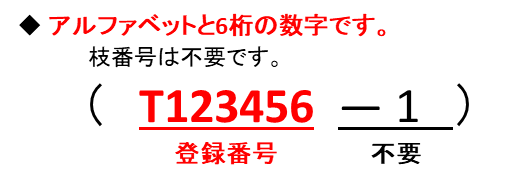 ◆ アルファベットと6桁の数字です。
枝番号は不要です。
( T123456 ― 1 )
登録番号 不要